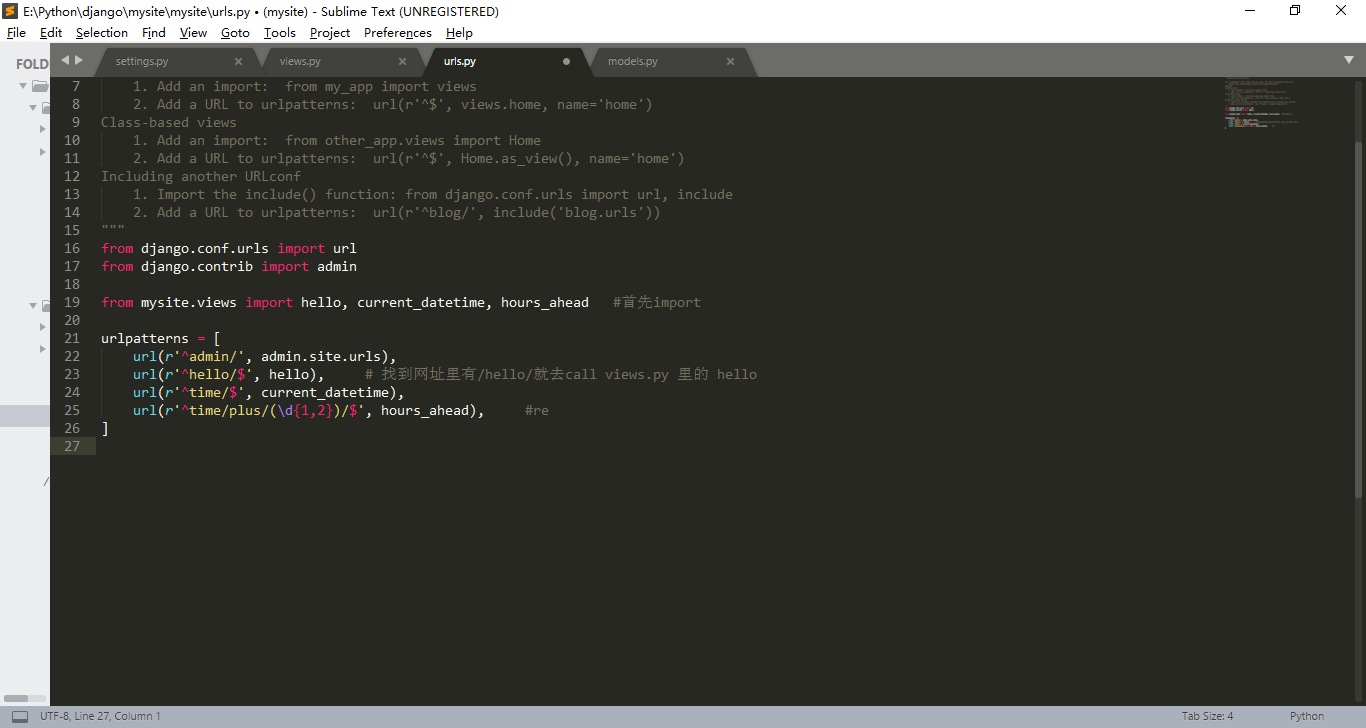 E:\Python\django\mysite\mysite\urls.py • (mysite) - Sublime Text (UNREGISTERED)
File Edit Selection Find View Goto Tools Project Preferences Help
FOLD
settings.py views.py urls.py models.py
7 1. Add an import:  from my_app import views
8 2. Add a URL to urlpatterns:  url(r'^$', views.home, name='home')
9 Class-based views
10 1. Add an import:  from other_app.views import Home
11 2. Add a URL to urlpatterns:  url(r'^$', Home.as_view(), name='home')
12 Including another URLconf
13 1. Import the include() function: from django.conf.urls import url, include
14 2. Add a URL to urlpatterns:  url(r'^blog/', include('blog.urls'))
15 """
16 from django.conf.urls import url
17 from django.contrib import admin
18
19 from mysite.views import hello, current_datetime, hours_ahead   #首先import
20
21 urlpatterns = [
22 url(r'^admin/', admin.site.urls),
23 url(r'^hello/$', hello),     # 找到网址里有/hello/就去call views.py 里的 hello
24 url(r'^time/$', current_datetime),
25 url(r'^time/plus/(\d{1,2})/$', hours_ahead),     #re
26 ]
27
/
UTF-8, Line 27, Column 1 Tab Size: 4 Python